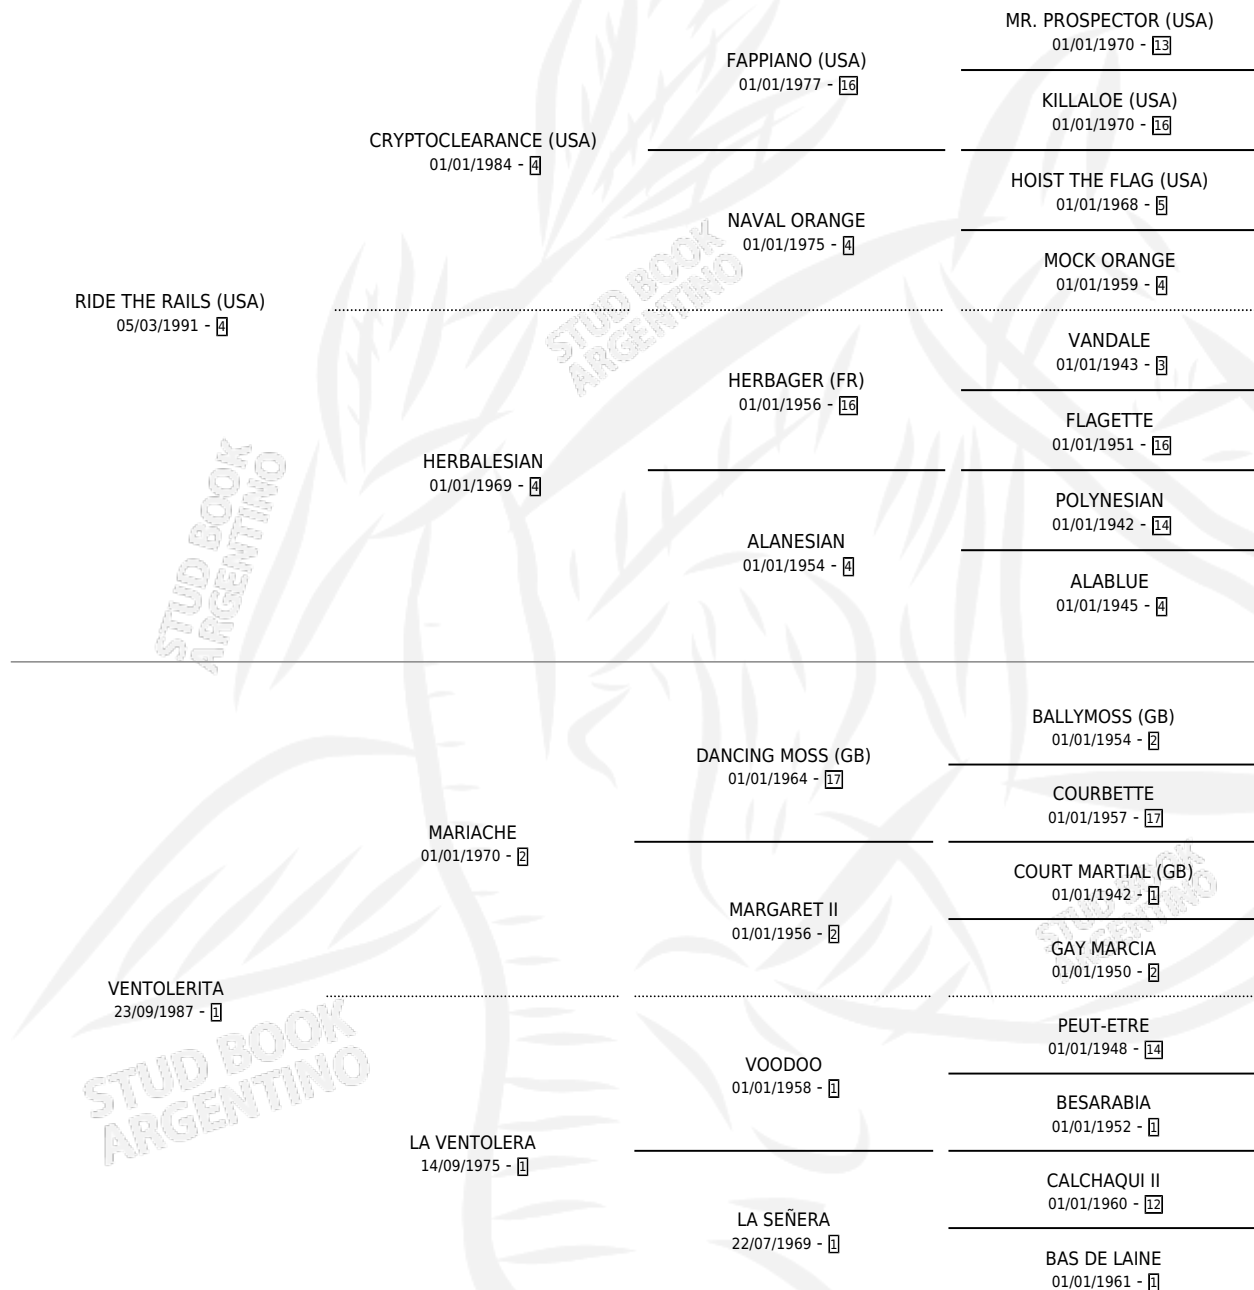 MR. PROSPECTOR (USA)
01/01/1970 - 13
FAPPIANO (USA)
01/01/1977 - 16
KILLALOE (USA)
01/01/1970 - 16
CRYPTOCLEARANCE (USA)
01/01/1984 - 4
HOIST THE FLAG (USA)
01/01/1968 - 5
NAVAL ORANGE
01/01/1975 - 4
MOCK ORANGE
01/01/1959 - 4
STUD BOOK
ARGENTINO
RIDE THE RAILS (USA)
05/03/1991 - 4
VANDALE
01/01/1943 - 3
HERBAGER (FR)
01/01/1956 - 16
FLAGETTE
01/01/1951 - 16
HERBALESIAN
01/01/1969 - 4
POLYNESIAN
01/01/1942 - 14
ALANESIAN
01/01/1954 - 4
ALABLUE
01/01/1945 - 4
STUD BOOK
ARGENTINO
BALLYMOSS (GB)
01/01/1954 - 2
DANCING MOSS (GB)
01/01/1964 - 17
COURBETTE
01/01/1957 - 17
MARIACHE
01/01/1970 - 2
COURT MARTIAL (GB)
01/01/1942 - 1
MARGARET II
01/01/1956 - 2
GAY MARCIA
01/01/1950 - 2
STUD BOOK
ARGENTINO
VENTOLERITA
23/09/1987 - 1
PEUT-ETRE
01/01/1948 - 14
VOODOO
01/01/1958 - 1
BESARABIA
01/01/1952 - 1
STUD BOOK
ARGENTINO
LA VENTOLERA
14/09/1975 - 1
CALCHAQUI II
01/01/1960 - 12
LA SEÑERA
22/07/1969 - 1
BAS DE LAINE
01/01/1961 - 1